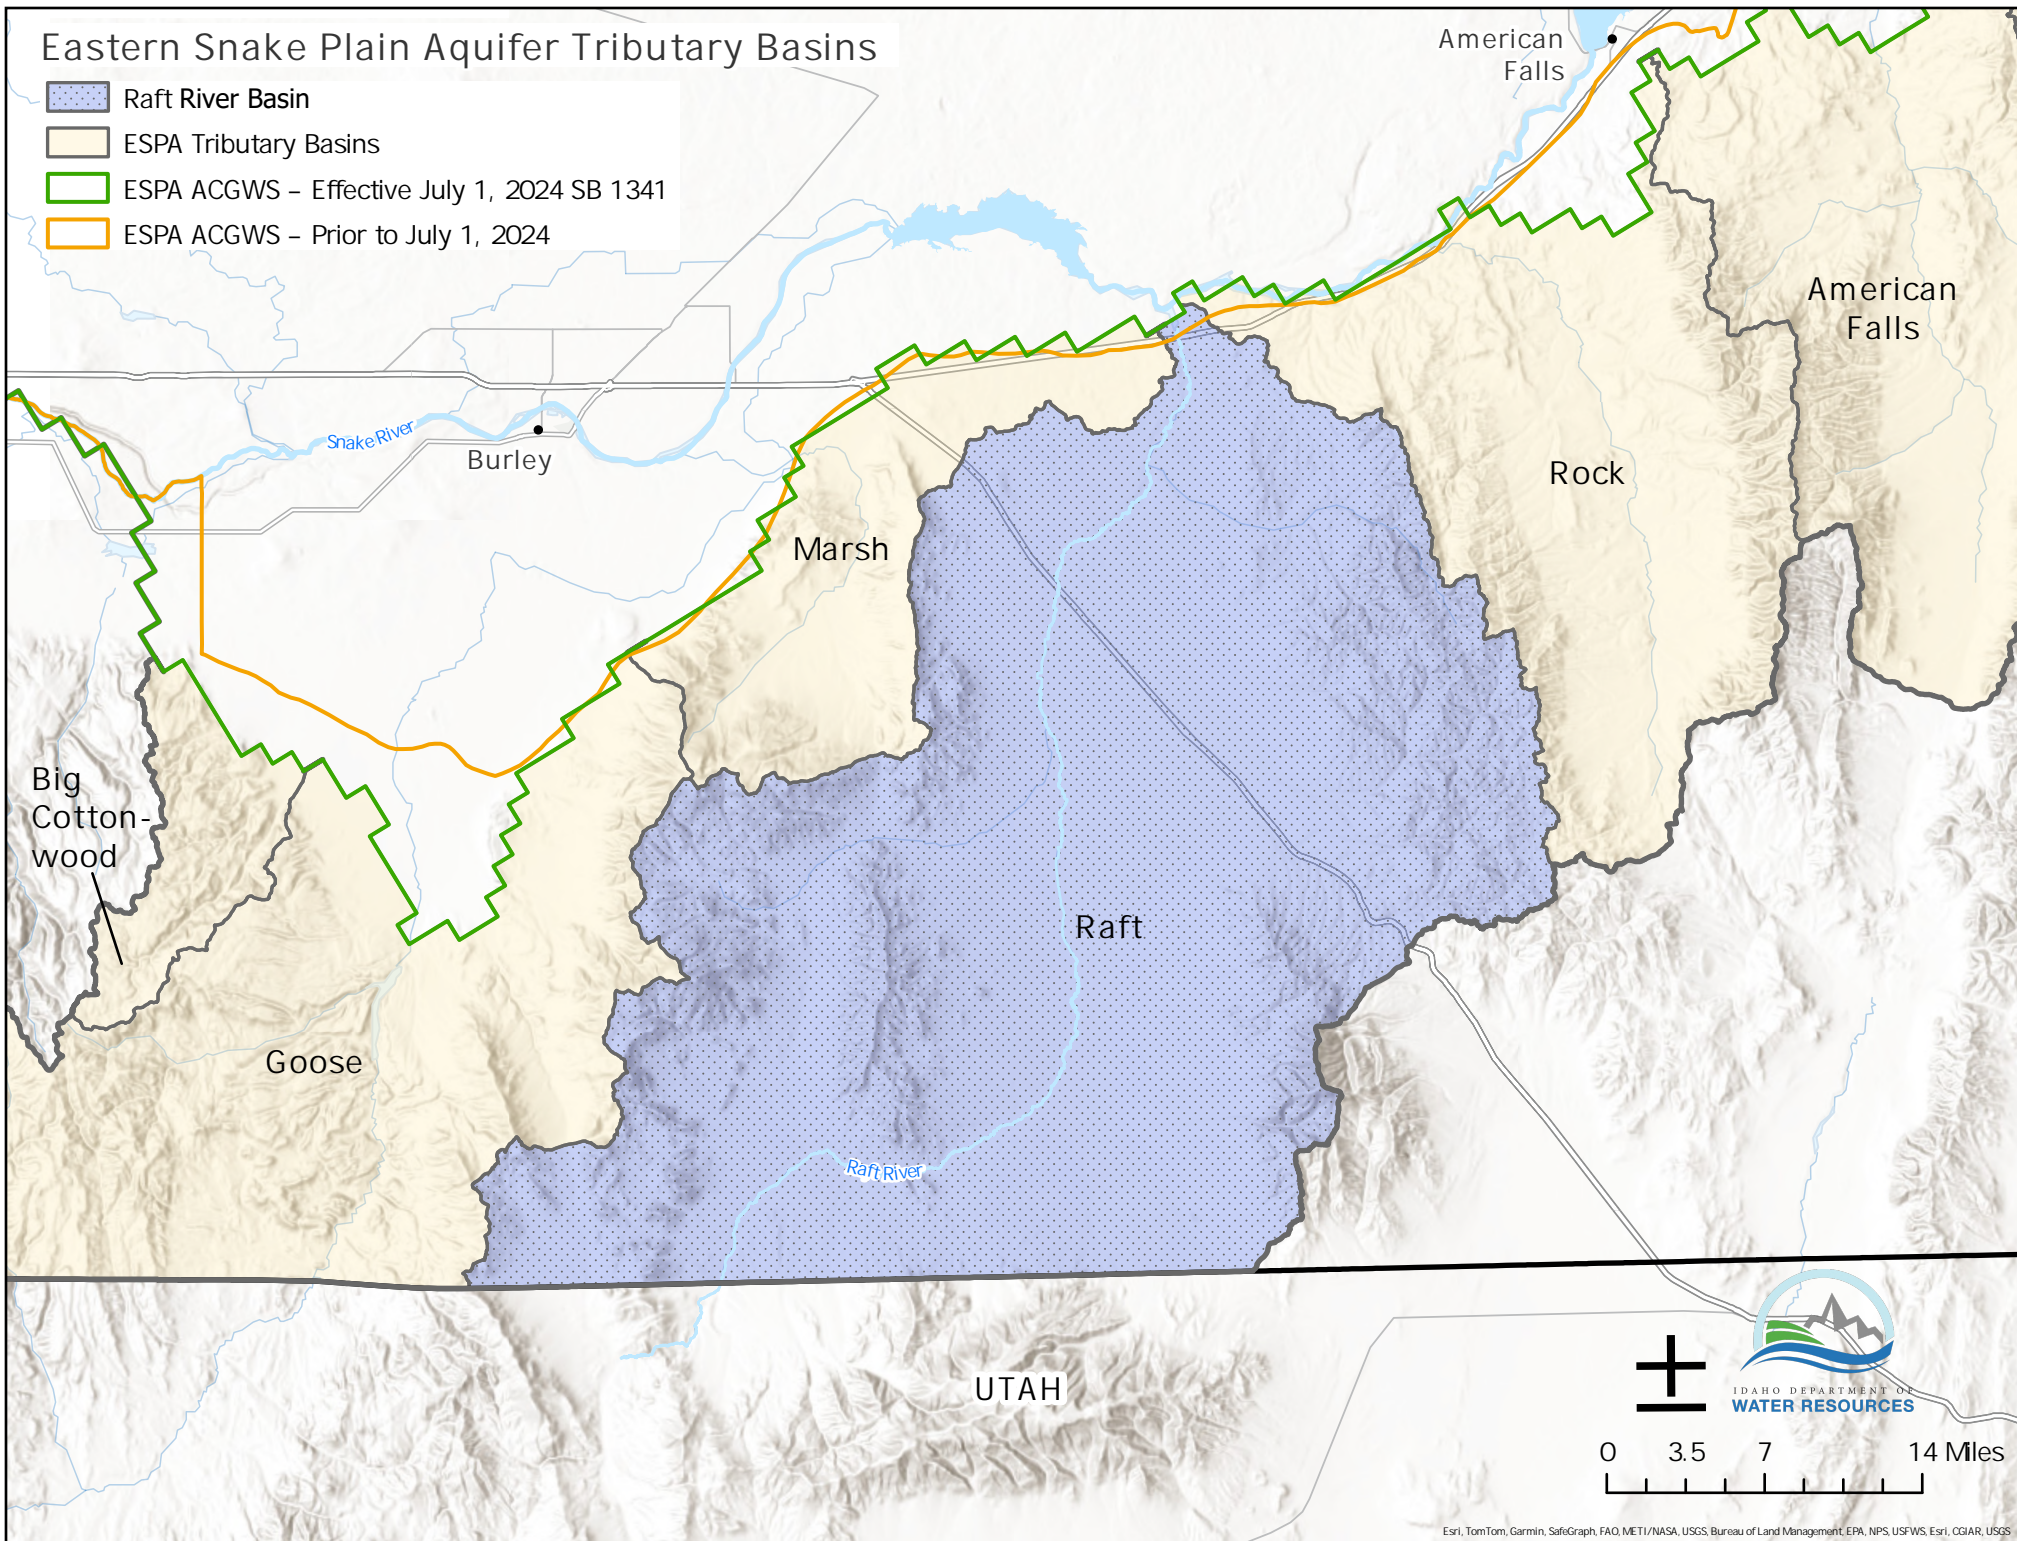 Eastern Snake Plain Aquifer Tributary Basins
Raft River Basin
ESPA Tributary Basins
ESPA ACGWS – Effective July 1, 2024 SB 1341
ESPA ACGWS – Prior to July 1, 2024
American
Falls
American
Falls
Snake River
Burley
Rock
Marsh
Big
Cotton-
wood
Raft
Goose
Raft River
UTAH
IDAHO DEPARTMENT OF
WATER RESOURCES
0 3.5 7 14 Miles
Esri, TomTom, Garmin, SafeGraph, FAO, METI/NASA, USGS, Bureau of Land Management, EPA, NPS, USFWS, Esri, CGIAR, USGS